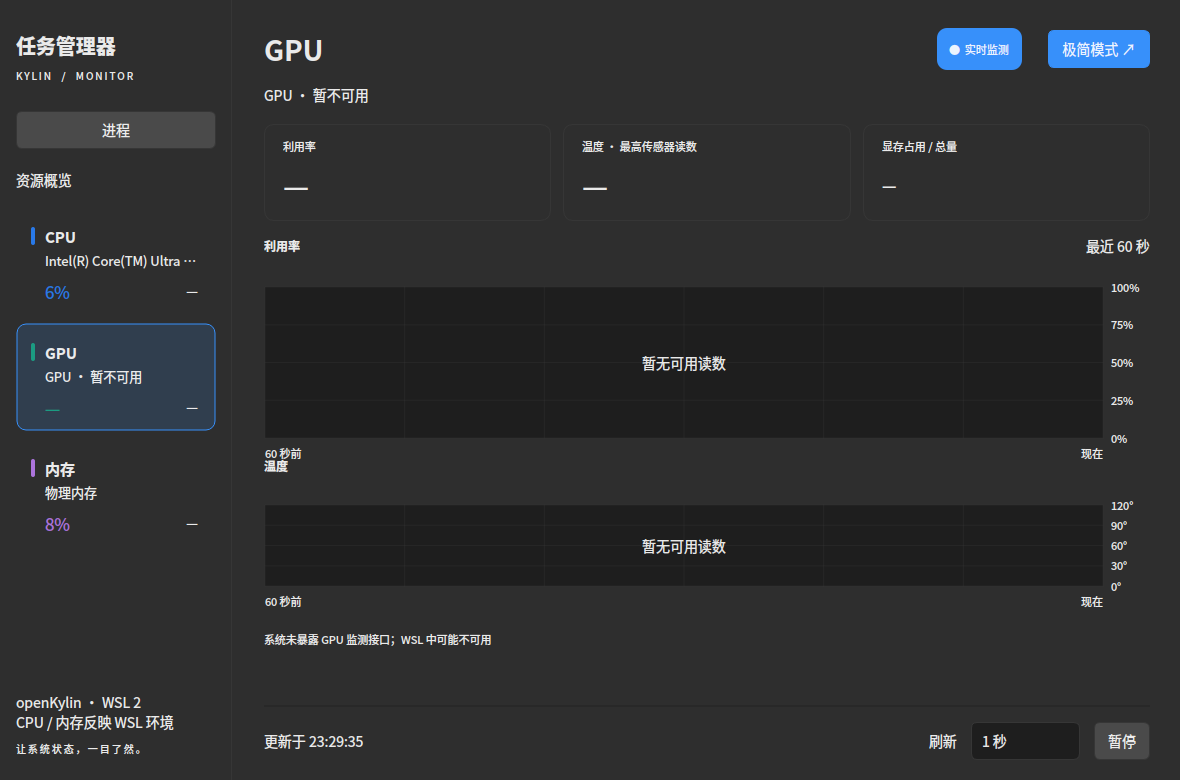 任务管理器
KYLIN / MONITOR
进程
资源概览
CPU
Intel(R) Core(TM) Ultra ⋯
6% —
GPU
GPU · 暂不可用
— —
内存
物理内存
8% —
openKylin · WSL 2
CPU / 内存反映 WSL 环境
让系统状态，一目了然。
GPU
● 实时监测
极简模式 ↗
GPU · 暂不可用
利用率
—
温度 · 最高传感器读数
—
显存占用 / 总量
—
利用率
最近 60 秒
100%
75%
暂无可用读数
50%
25%
0%
60 秒前
现在
温度
120°
90°
暂无可用读数
60°
30°
0°
60 秒前
现在
系统未暴露 GPU 监测接口；WSL 中可能不可用
更新于 23:29:35
刷新
1 秒
暂停